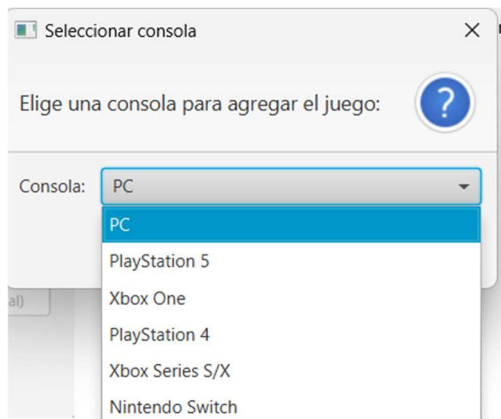 Seleccionar consola
Elige una consola para agregar el juego:
?
Consola: PC
PC
PlayStation 5
Xbox One
PlayStation 4
Xbox Series S/X
Nintendo Switch
al)